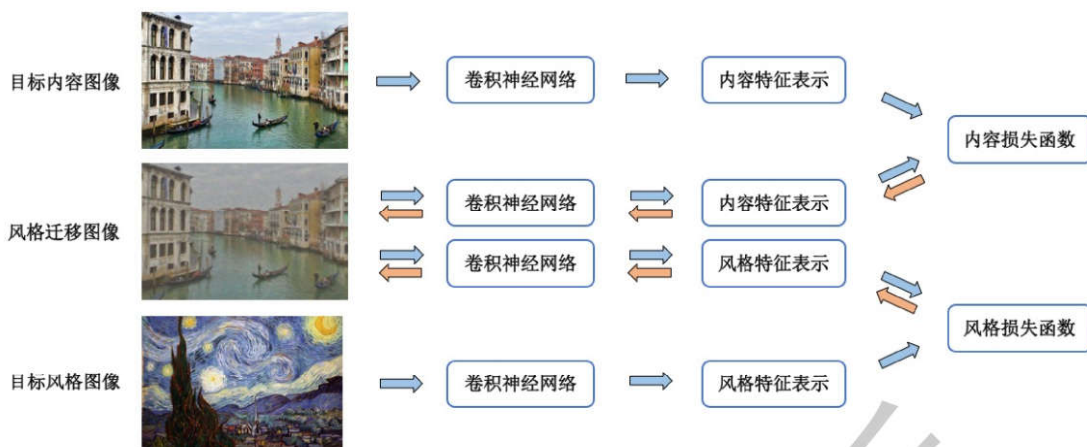 目标内容图像
卷积神经网络
内容特征表示
内容损失函数
风格迁移图像
卷积神经网络
内容特征表示
卷积神经网络
风格特征表示
风格损失函数
目标风格图像
卷积神经网络
风格特征表示